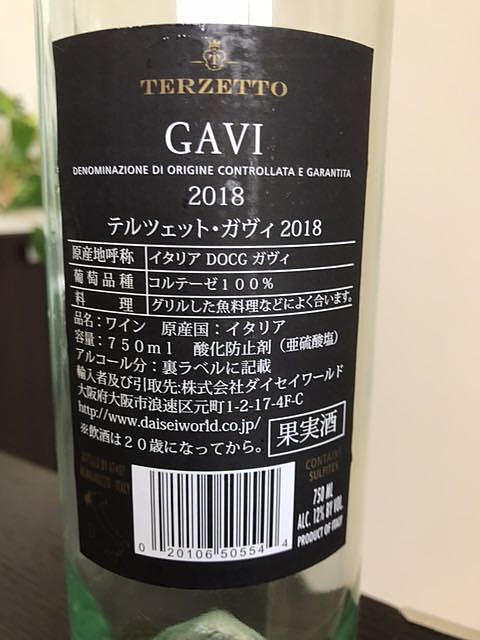 T
TERZETTO
GAVI
DENOMINAZIONE DI ORIGINE CONTROLLATA E GARANTITA
2018
テルツェット・ガヴィ2018
原産地呼称 イタリア DOCG ガヴィ
葡萄品種 コルテーゼ100%
料理 グリルした魚料理などによく合います。
品名：ワイン 原産国：イタリア
容量：750ml 酸化防止剤（亜硫酸塩）
アルコール分：裏ラベルに記載
輸入者及び引取先:株式会社ダイセイワールド
大阪府大阪市浪速区元町1-2-17-4F-C
http://www.daiseiworld.co.jp/
※飲酒は20歳になってから。
果実酒
BOTTLED BY
ITALY
CONTAINS
SULFITES
750 ML
ALC. 12% BY VOL.
PRODUCT OF ITALY
0 20106 50554 4